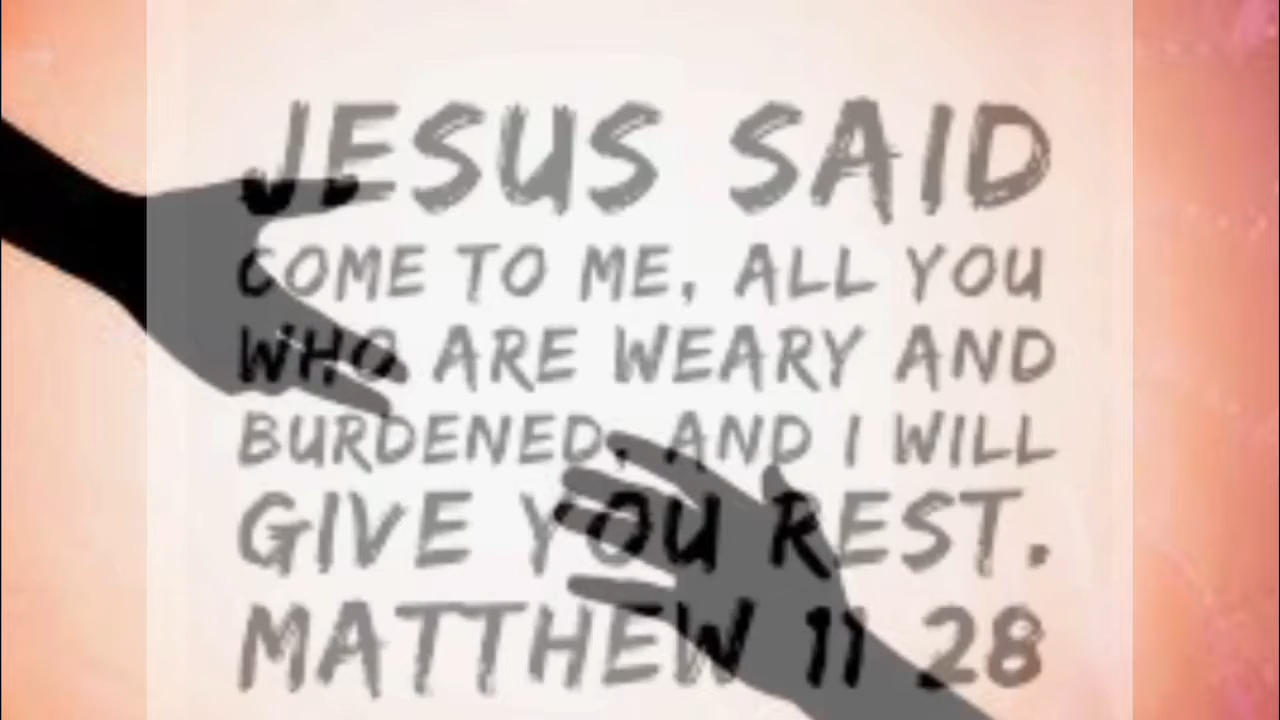 JESUS SAID
COME TO ME, ALL YOU
WHO ARE WEARY AND
BURDENED, AND I WILL
GIVE YOU REST.
MATTHEW 11 28